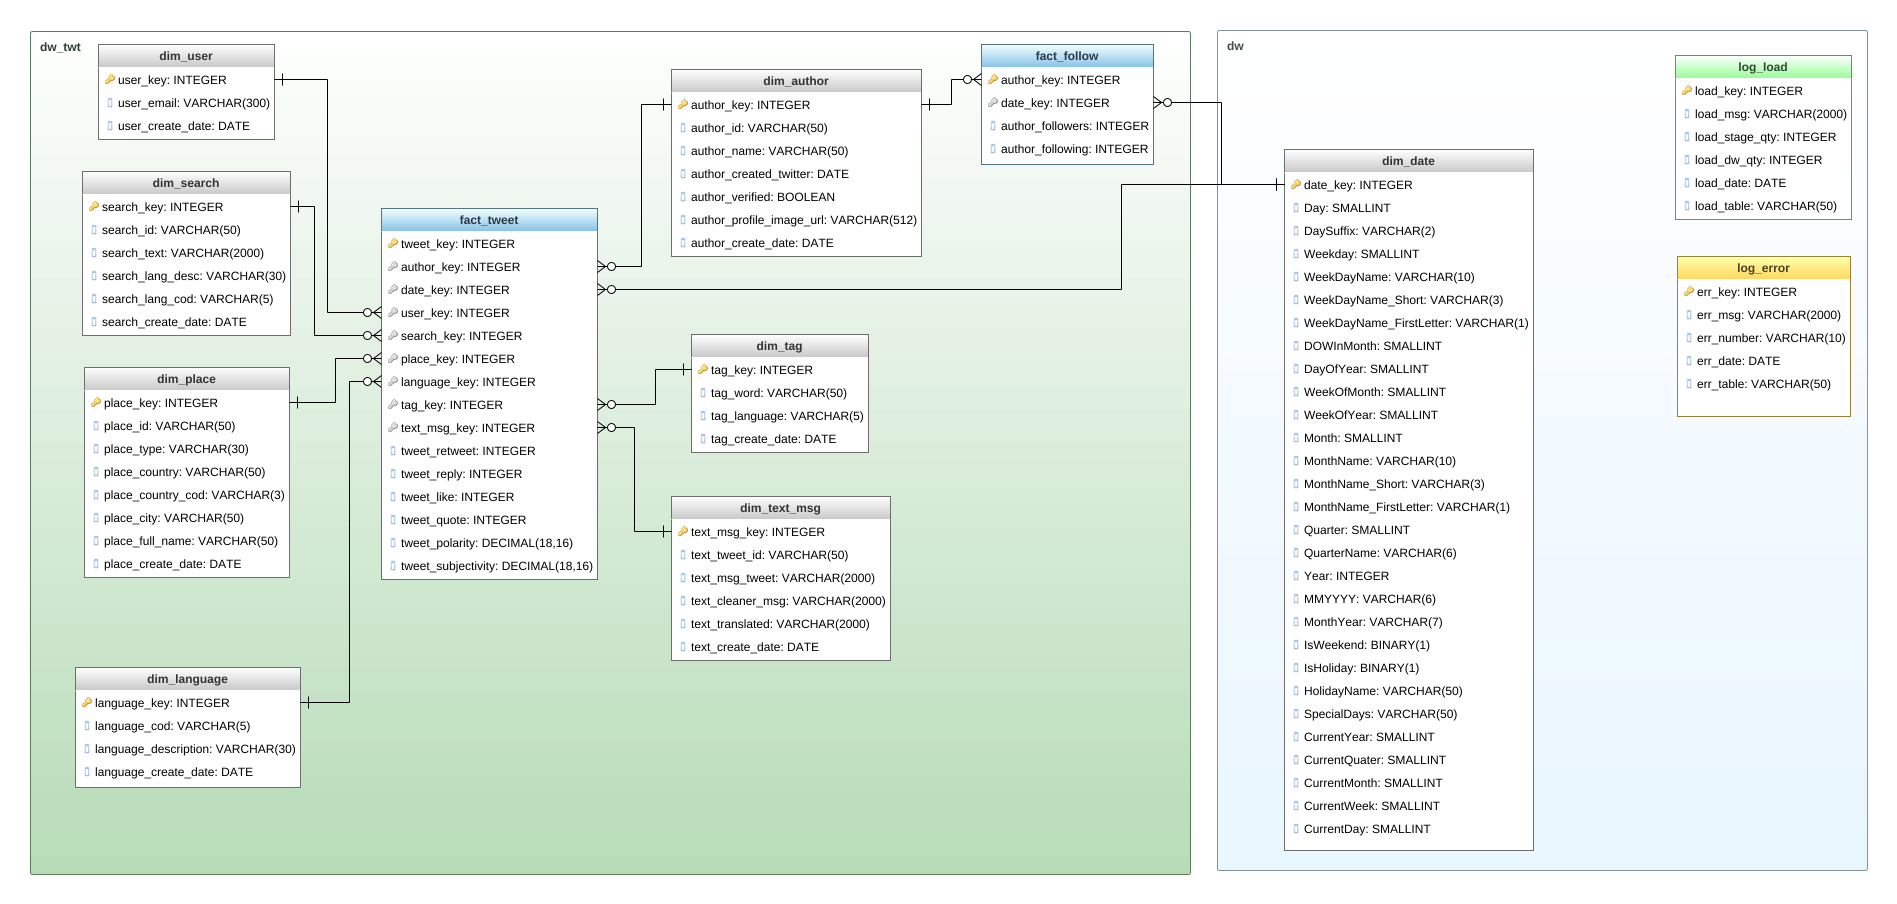 dw_twt
dim_user
user_key: INTEGER
user_email: VARCHAR(300)
user_create_date: DATE
dim_search
search_key: INTEGER
search_id: VARCHAR(50)
search_text: VARCHAR(2000)
search_lang_desc: VARCHAR(30)
search_lang_cod: VARCHAR(5)
search_create_date: DATE
dim_place
place_key: INTEGER
place_id: VARCHAR(50)
place_type: VARCHAR(30)
place_country: VARCHAR(50)
place_country_cod: VARCHAR(3)
place_city: VARCHAR(50)
place_full_name: VARCHAR(50)
place_create_date: DATE
dim_language
language_key: INTEGER
language_cod: VARCHAR(5)
language_description: VARCHAR(30)
language_create_date: DATE
fact_tweet
tweet_key: INTEGER
author_key: INTEGER
date_key: INTEGER
user_key: INTEGER
search_key: INTEGER
place_key: INTEGER
language_key: INTEGER
tag_key: INTEGER
text_msg_key: INTEGER
tweet_retweet: INTEGER
tweet_reply: INTEGER
tweet_like: INTEGER
tweet_quote: INTEGER
tweet_polarity: DECIMAL(18,16)
tweet_subjectivity: DECIMAL(18,16)
dim_author
author_key: INTEGER
author_id: VARCHAR(50)
author_name: VARCHAR(50)
author_created_twitter: DATE
author_verified: BOOLEAN
author_profile_image_url: VARCHAR(512)
author_create_date: DATE
dim_tag
tag_key: INTEGER
tag_word: VARCHAR(50)
tag_language: VARCHAR(5)
tag_create_date: DATE
dim_text_msg
text_msg_key: INTEGER
text_tweet_id: VARCHAR(50)
text_msg_tweet: VARCHAR(2000)
text_cleaner_msg: VARCHAR(2000)
text_translated: VARCHAR(2000)
text_create_date: DATE
fact_follow
author_key: INTEGER
date_key: INTEGER
author_followers: INTEGER
author_following: INTEGER
dw
dim_date
date_key: INTEGER
Day: SMALLINT
DaySuffix: VARCHAR(2)
Weekday: SMALLINT
WeekDayName: VARCHAR(10)
WeekDayName_Short: VARCHAR(3)
WeekDayName_FirstLetter: VARCHAR(1)
DOWInMonth: SMALLINT
DayOfYear: SMALLINT
WeekOfMonth: SMALLINT
WeekOfYear: SMALLINT
Month: SMALLINT
MonthName: VARCHAR(10)
MonthName_Short: VARCHAR(3)
MonthName_FirstLetter: VARCHAR(1)
Quarter: SMALLINT
QuarterName: VARCHAR(6)
Year: INTEGER
MMYYYY: VARCHAR(6)
MonthYear: VARCHAR(7)
IsWeekend: BINARY(1)
IsHoliday: BINARY(1)
HolidayName: VARCHAR(50)
SpecialDays: VARCHAR(50)
CurrentYear: SMALLINT
CurrentQuater: SMALLINT
CurrentMonth: SMALLINT
CurrentWeek: SMALLINT
CurrentDay: SMALLINT
log_load
load_key: INTEGER
load_msg: VARCHAR(2000)
load_stage_qty: INTEGER
load_dw_qty: INTEGER
load_date: DATE
load_table: VARCHAR(50)
log_error
err_key: INTEGER
err_msg: VARCHAR(2000)
err_number: VARCHAR(10)
err_date: DATE
err_table: VARCHAR(50)